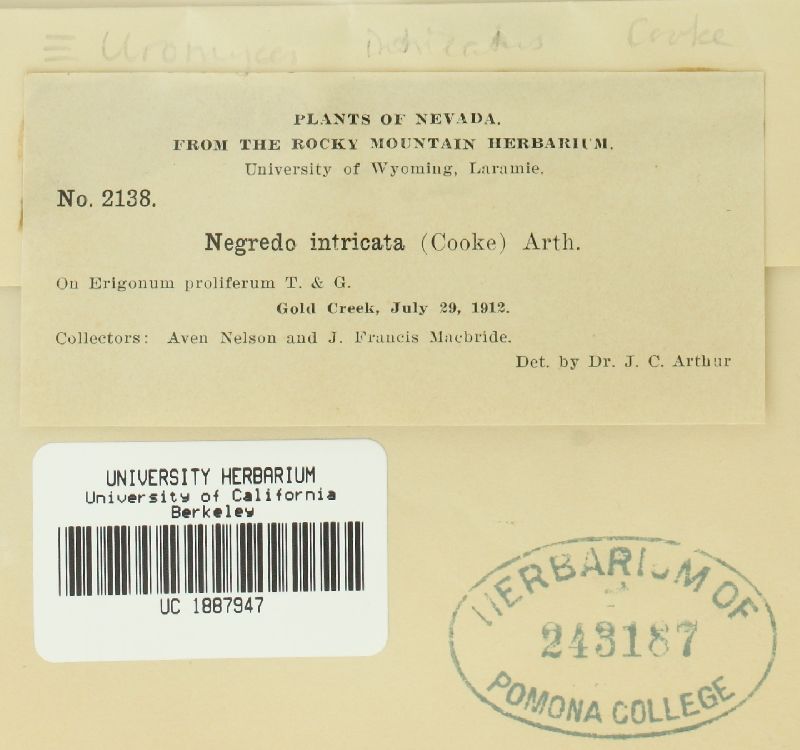 ≡ Uromyces intricatus Cooke
PLANTS OF NEVADA.
FROM THE ROCKY MOUNTAIN HERBARIUM.
University of Wyoming, Laramie.
No. 2138.
Negredo intricata (Cooke) Arth.
On Erigonum proliferum T. & G.
Gold Creek, July 29, 1912.
Collectors: Aven Nelson and J. Francis Macbride.
Det. by Dr. J. C. Arthur
UNIVERSITY HERBARIUM
University of California
Berkeley
UC 1887947
HERBARIUM OF
243187
POMONA COLLEGE